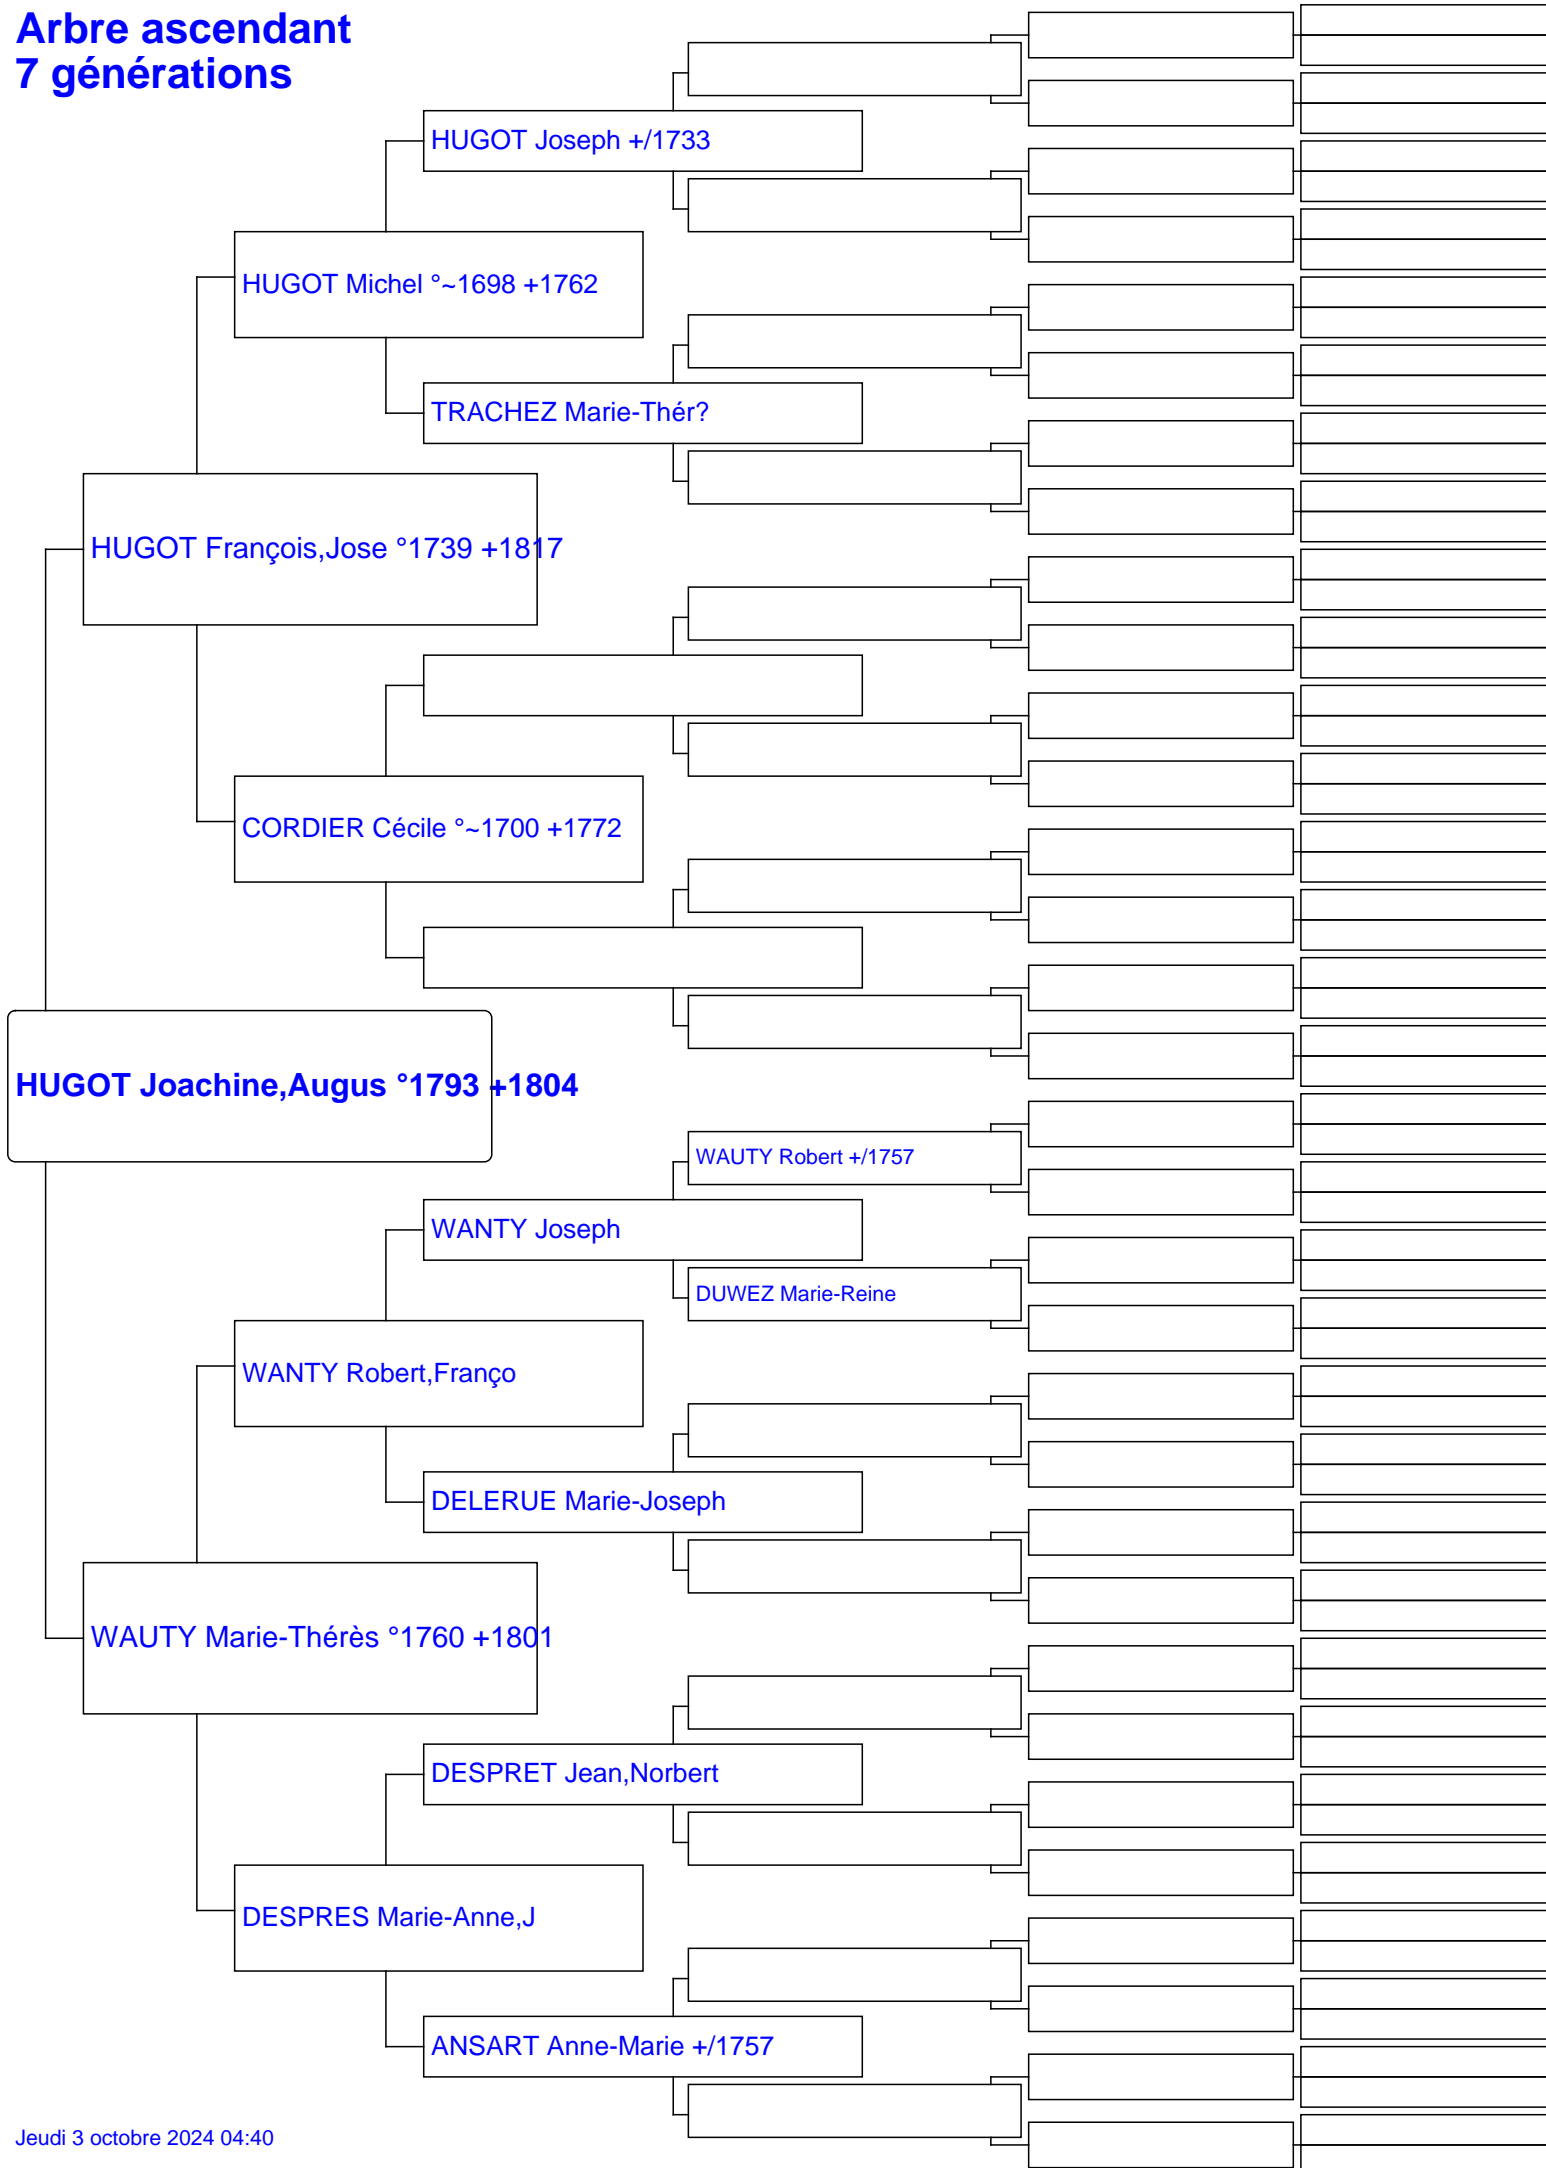 Arbre ascendant
7 générations
HUGOT Joseph +/1733
HUGOT Michel °~1698 +1762
TRACHEZ Marie-Thér?
HUGOT François,Jose °1739 +1817
CORDIER Cécile °~1700 +1772
HUGOT Joachine,Augus °1793 +1804
WAUTY Robert +/1757
WANTY Joseph
DUWEZ Marie-Reine
WANTY Robert,Franço
DELERUE Marie-Joseph
WAUTY Marie-Thérès °1760 +1801
DESPRET Jean,Norbert
DESPRES Marie-Anne,J
ANSART Anne-Marie +/1757
Jeudi 3 octobre 2024 04:40